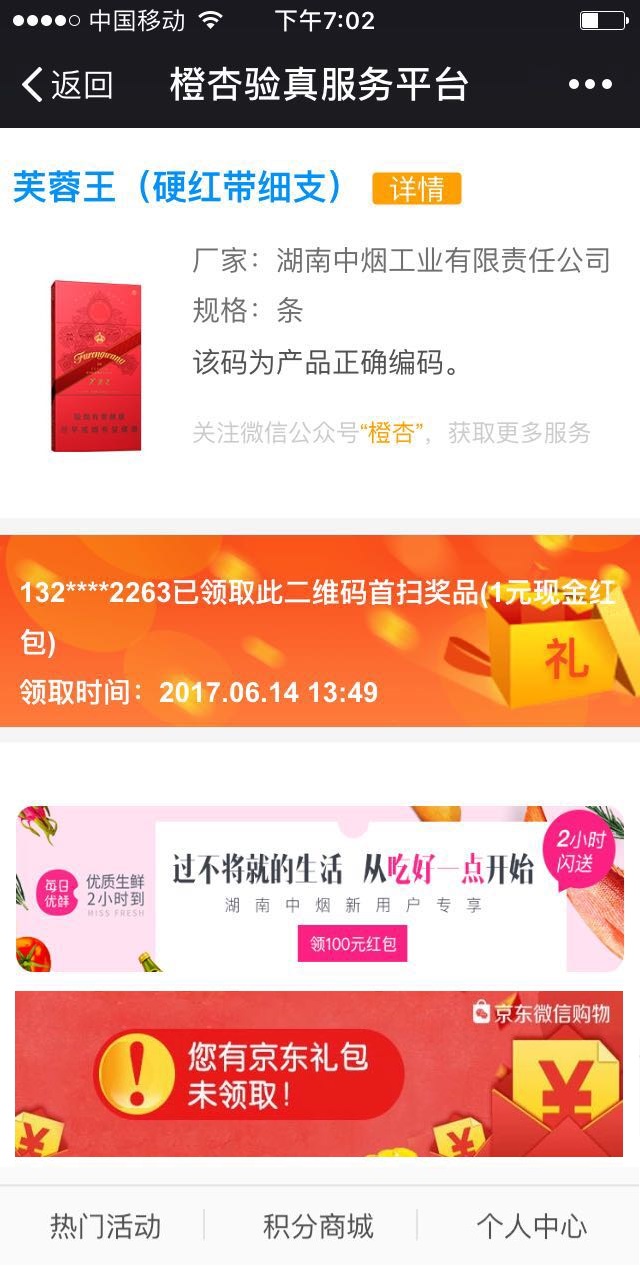 中国移动
下午7:02
返回
橙杏验真服务平台
芙蓉王（硬红带细支）
详情
厂家：湖南中烟工业有限责任公司
规格：条
该码为产品正确编码。
关注微信公众号“橙杏”，获取更多服务
Furongwang
132****2263已领取此二维码首扫奖品(1元现金红
包)
领取时间：2017.06.14 13:49
礼
每日
优鲜
优质生鲜
2小时到
MISS FRESH
过不将就的生活 从吃好一点开始
湖南中烟新用户专享
领100元红包
2小时
闪送
京东微信购物
您有京东礼包
未领取！
热门活动
积分商城
个人中心